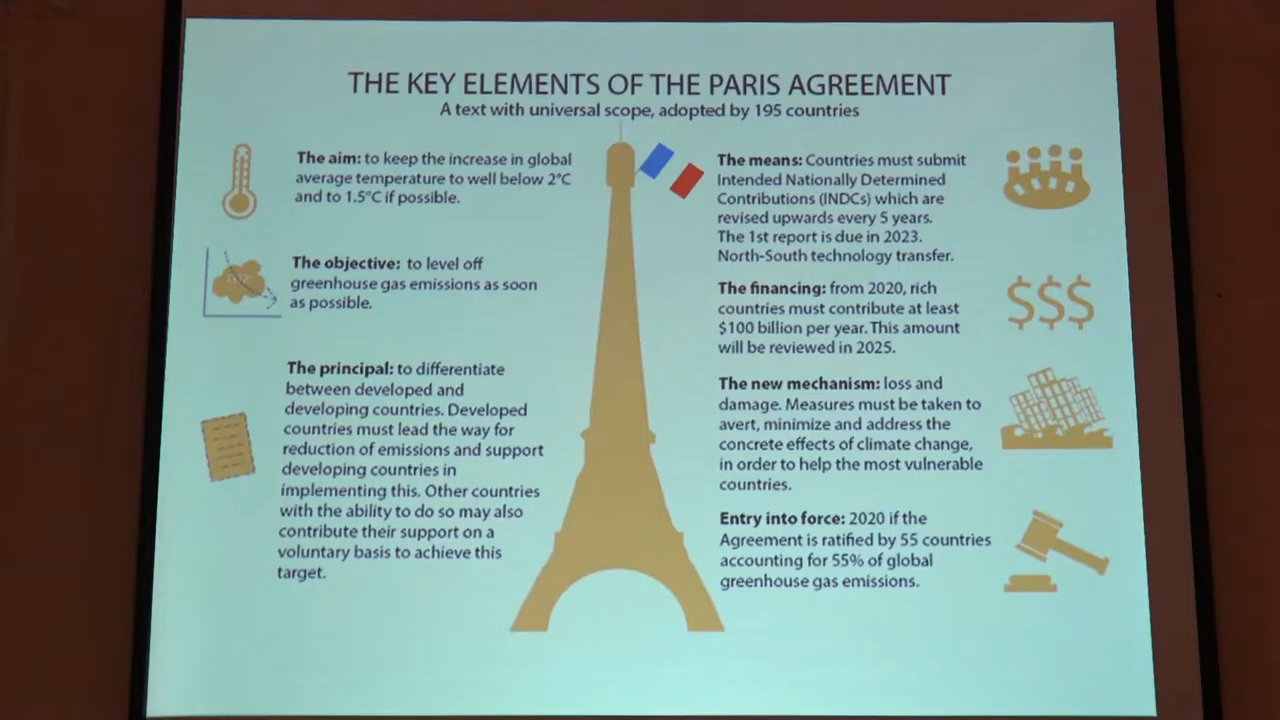 THE KEY ELEMENTS OF THE PARIS AGREEMENT
A text with universal scope, adopted by 195 countries
The aim: to keep the increase in global
average temperature to well below 2°C
and to 1.5°C if possible.
The objective: to level off
greenhouse gas emissions as soon
as possible.
The principal: to differentiate
between developed and
developing countries. Developed
countries must lead the way for
reduction of emissions and support
developing countries in
implementing this. Other countries
with the ability to do so may also
contribute their support on a
voluntary basis to achieve this
target.
The means: Countries must submit
Intended Nationally Determined
Contributions (INDCs) which are
revised upwards every 5 years.
The 1st report is due in 2023.
North-South technology transfer.
The financing: from 2020, rich
countries must contribute at least
$100 billion per year. This amount
will be reviewed in 2025.
$$$
The new mechanism: loss and
damage. Measures must be taken to
avert, minimize and address the
concrete effects of climate change,
in order to help the most vulnerable
countries.
Entry into force: 2020 if the
Agreement is ratified by 55 countries
accounting for 55% of global
greenhouse gas emissions.